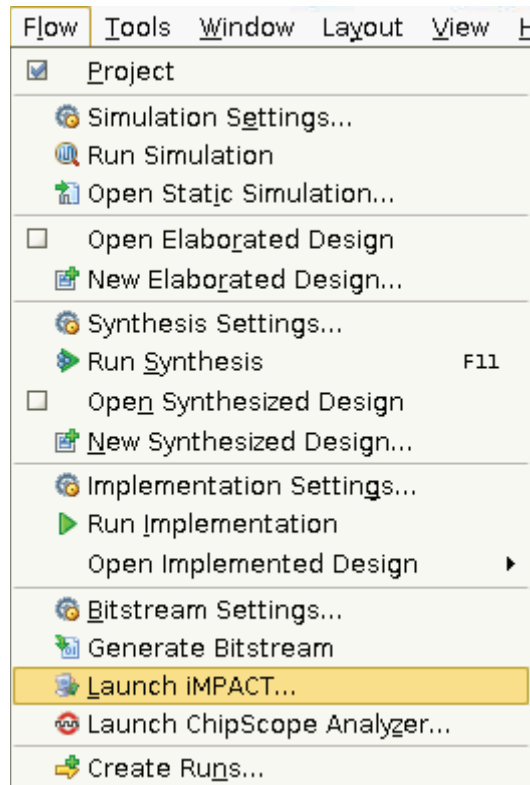 Flow Tools Window Layout View H
Project
Simulation Settings...
Run Simulation
Open Static Simulation...
Open Elaborated Design
New Elaborated Design...
Synthesis Settings...
Run Synthesis F11
Open Synthesized Design
New Synthesized Design...
Implementation Settings...
Run Implementation
Open Implemented Design
Bitstream Settings...
Generate Bitstream
Launch iMPACT...
Launch ChipScope Analyzer...
Create Runs...